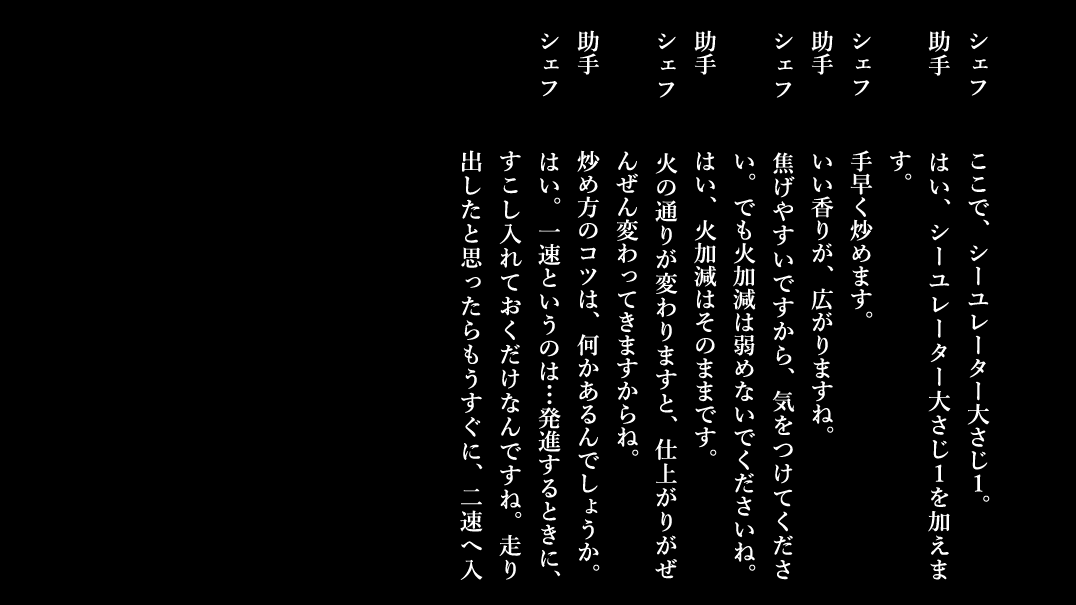 シェフ　ここで、シーユレーター大さじ１。
助手　はい、シーユレーター大さじ１を加えま
す。
シェフ　手早く炒めます。
助手　いい香りが、広がりますね。
シェフ　焦げやすいですから、気をつけてくださ
い。でも火加減は弱めないでくださいね。
助手　はい、火加減はそのままです。
シェフ　火の通りが変わりますと、仕上がりがぜ
んぜん変わってきますからね。
助手　炒め方のコツは、何かあるんでしょうか。
シェフ　はい。一速というのは…発進するときに、
すこし入れておくだけなんですね。走り
出したと思ったらもうすぐに、二速へ入